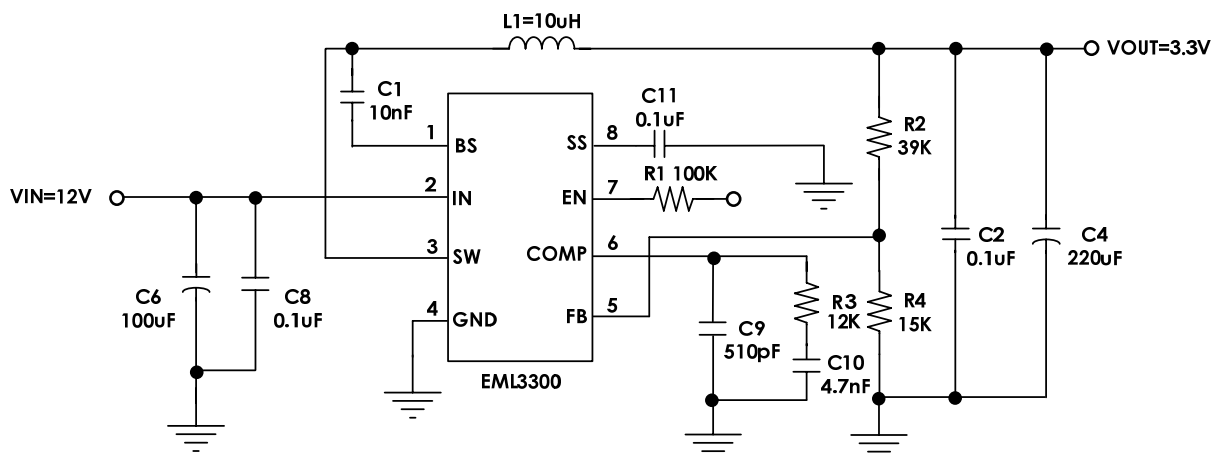 L1=10uH
VOUT=3.3V
C1
10nF
C11
0.1uF
R2
39K
1
BS
SS
8
R1 100K
VIN=12V
2
IN
EN
7
3
SW
COMP
6
C2
0.1uF
C4
220uF
C6
100uF
C8
0.1uF
4
GND
FB
5
R3
12K
R4
15K
C9
510pF
C10
4.7nF
EML3300